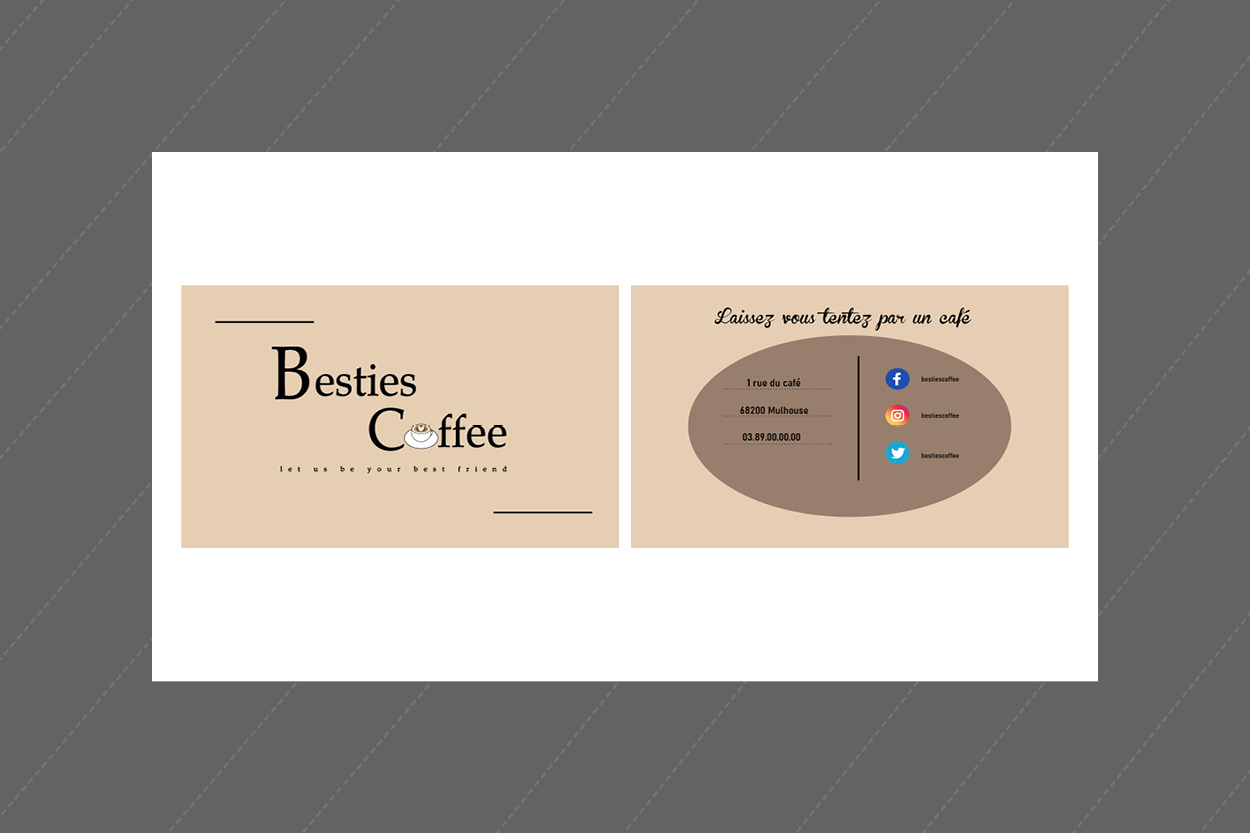 Besties
Coffee
let us be your best friend
Laissez vous tentez par un café
1 rue du café
68200 Mulhouse
03.89.00.00.00
bestiescoffee
bestiescoffee
bestiescoffee